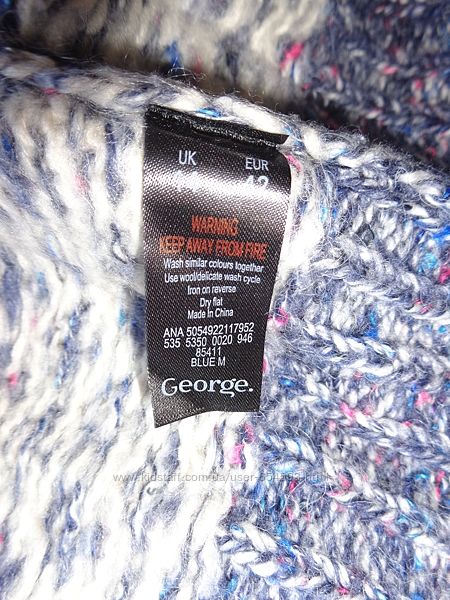 UK EUR
42
WARNING
KEEP AWAY FROM FIRE
Wash similar colours together
Use wool/delicate wash cycle
Iron on reverse
Dry flat
Made In China
ANA 5054922117952
535 5350 0020 946
85411
BLUE M
George.